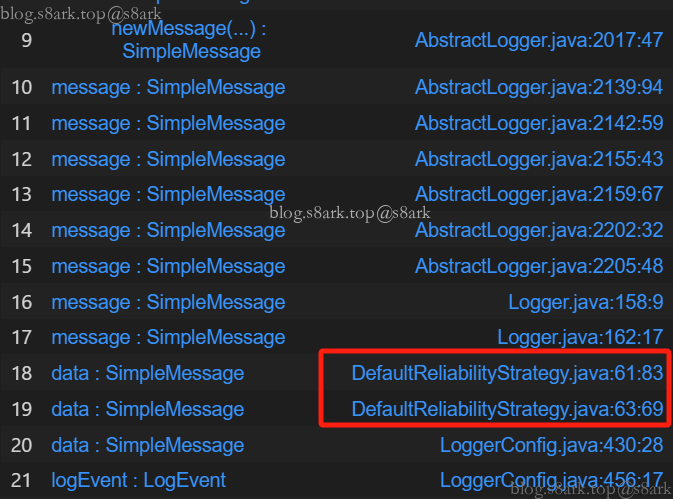 blog.s8ark.top@s8ark
9 newMessage(...) : AbstractLogger.java:2017:47
SimpleMessage
10 message : SimpleMessage AbstractLogger.java:2139:94
11 message : SimpleMessage AbstractLogger.java:2142:59
12 message : SimpleMessage AbstractLogger.java:2155:43
13 message : SimpleMessage AbstractLogger.java:2159:67
blog.s8ark.top@s8ark
14 message : SimpleMessage AbstractLogger.java:2202:32
15 message : SimpleMessage AbstractLogger.java:2205:48
16 message : SimpleMessage Logger.java:158:9
17 message : SimpleMessage Logger.java:162:17
18 data : SimpleMessage DefaultReliabilityStrategy.java:61:83
19 data : SimpleMessage DefaultReliabilityStrategy.java:63:69
20 data : SimpleMessage LoggerConfig.java:430:28
21 logEvent : LogEvent LoggerConfig.java:456:17
blog.s8ark.top@s8ark